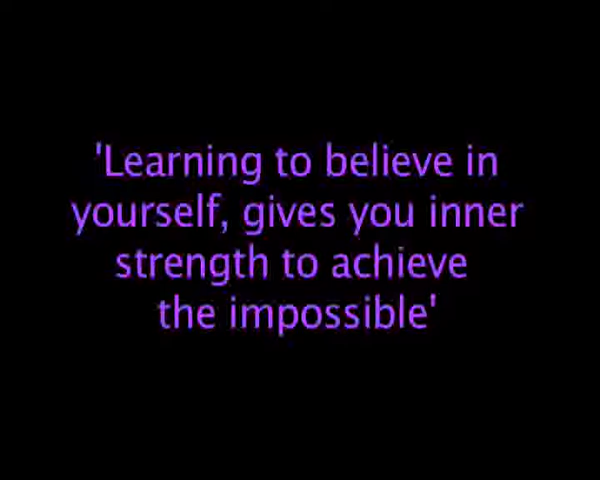 'Learning to believe in
yourself, gives you inner
strength to achieve
the impossible'